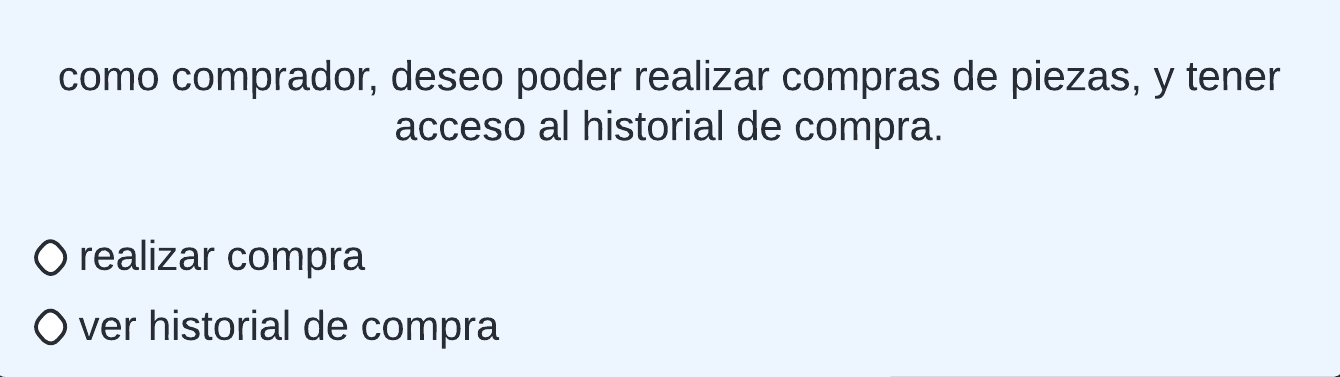 como comprador, deseo poder realizar compras de piezas, y tener
acceso al historial de compra.
realizar compra
ver historial de compra